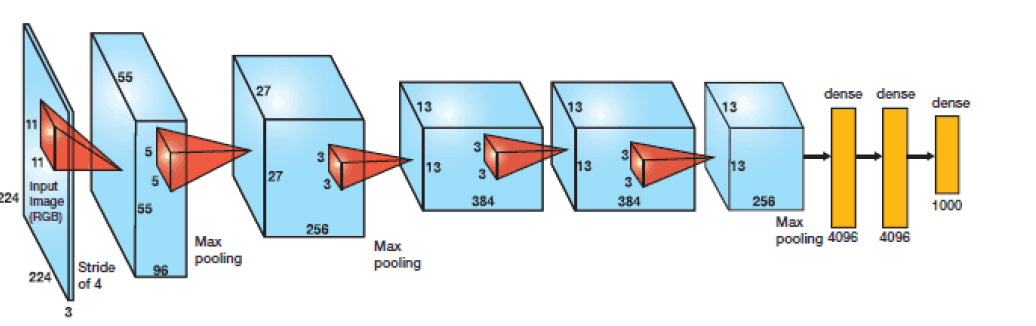 224
11
11
Input
Image
(RGB)
224
3
Stride
of 4
55
5
5
55
96
Max
pooling
27
27
3
3
256
Max
pooling
13
13
3
3
384
13
13
3
3
384
13
13
256
Max
pooling
dense
4096
dense
4096
dense
1000